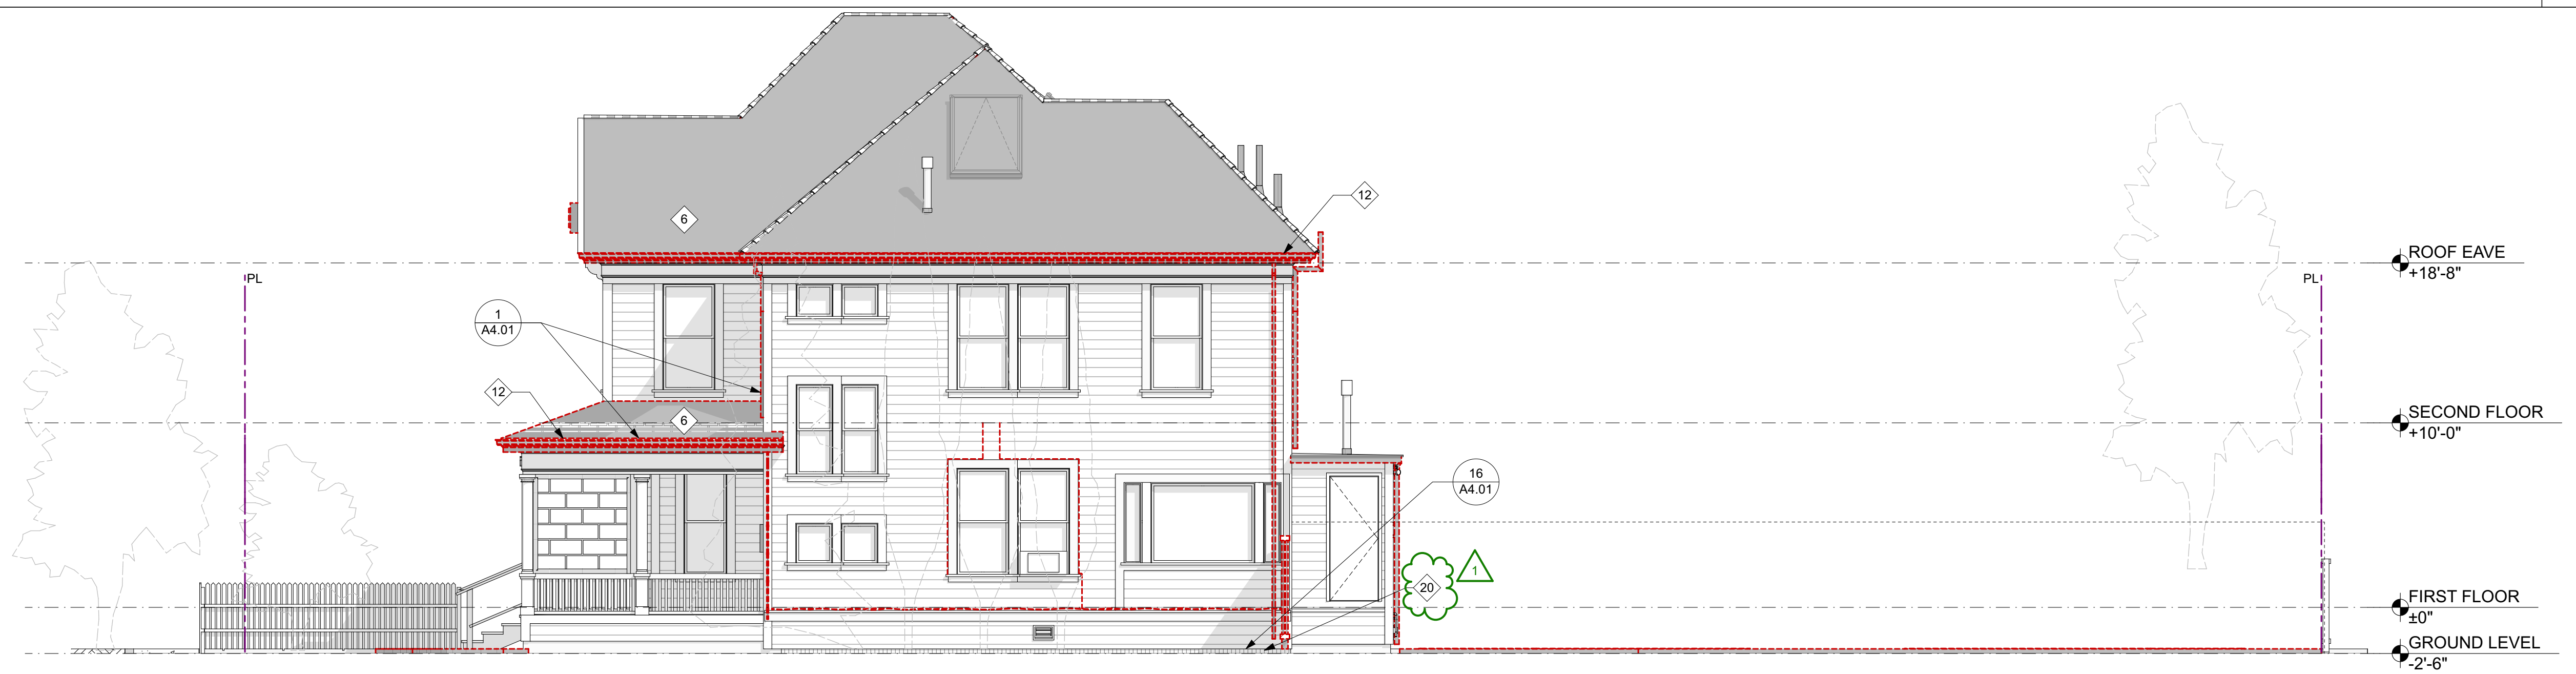 12
6
ROOF EAVE
+18'-8"
PL
PL
1
A4.01
12
6
SECOND FLOOR
+10'-0"
16
A4.01
1
20
FIRST FLOOR
±0"
GROUND LEVEL
-2'-6"